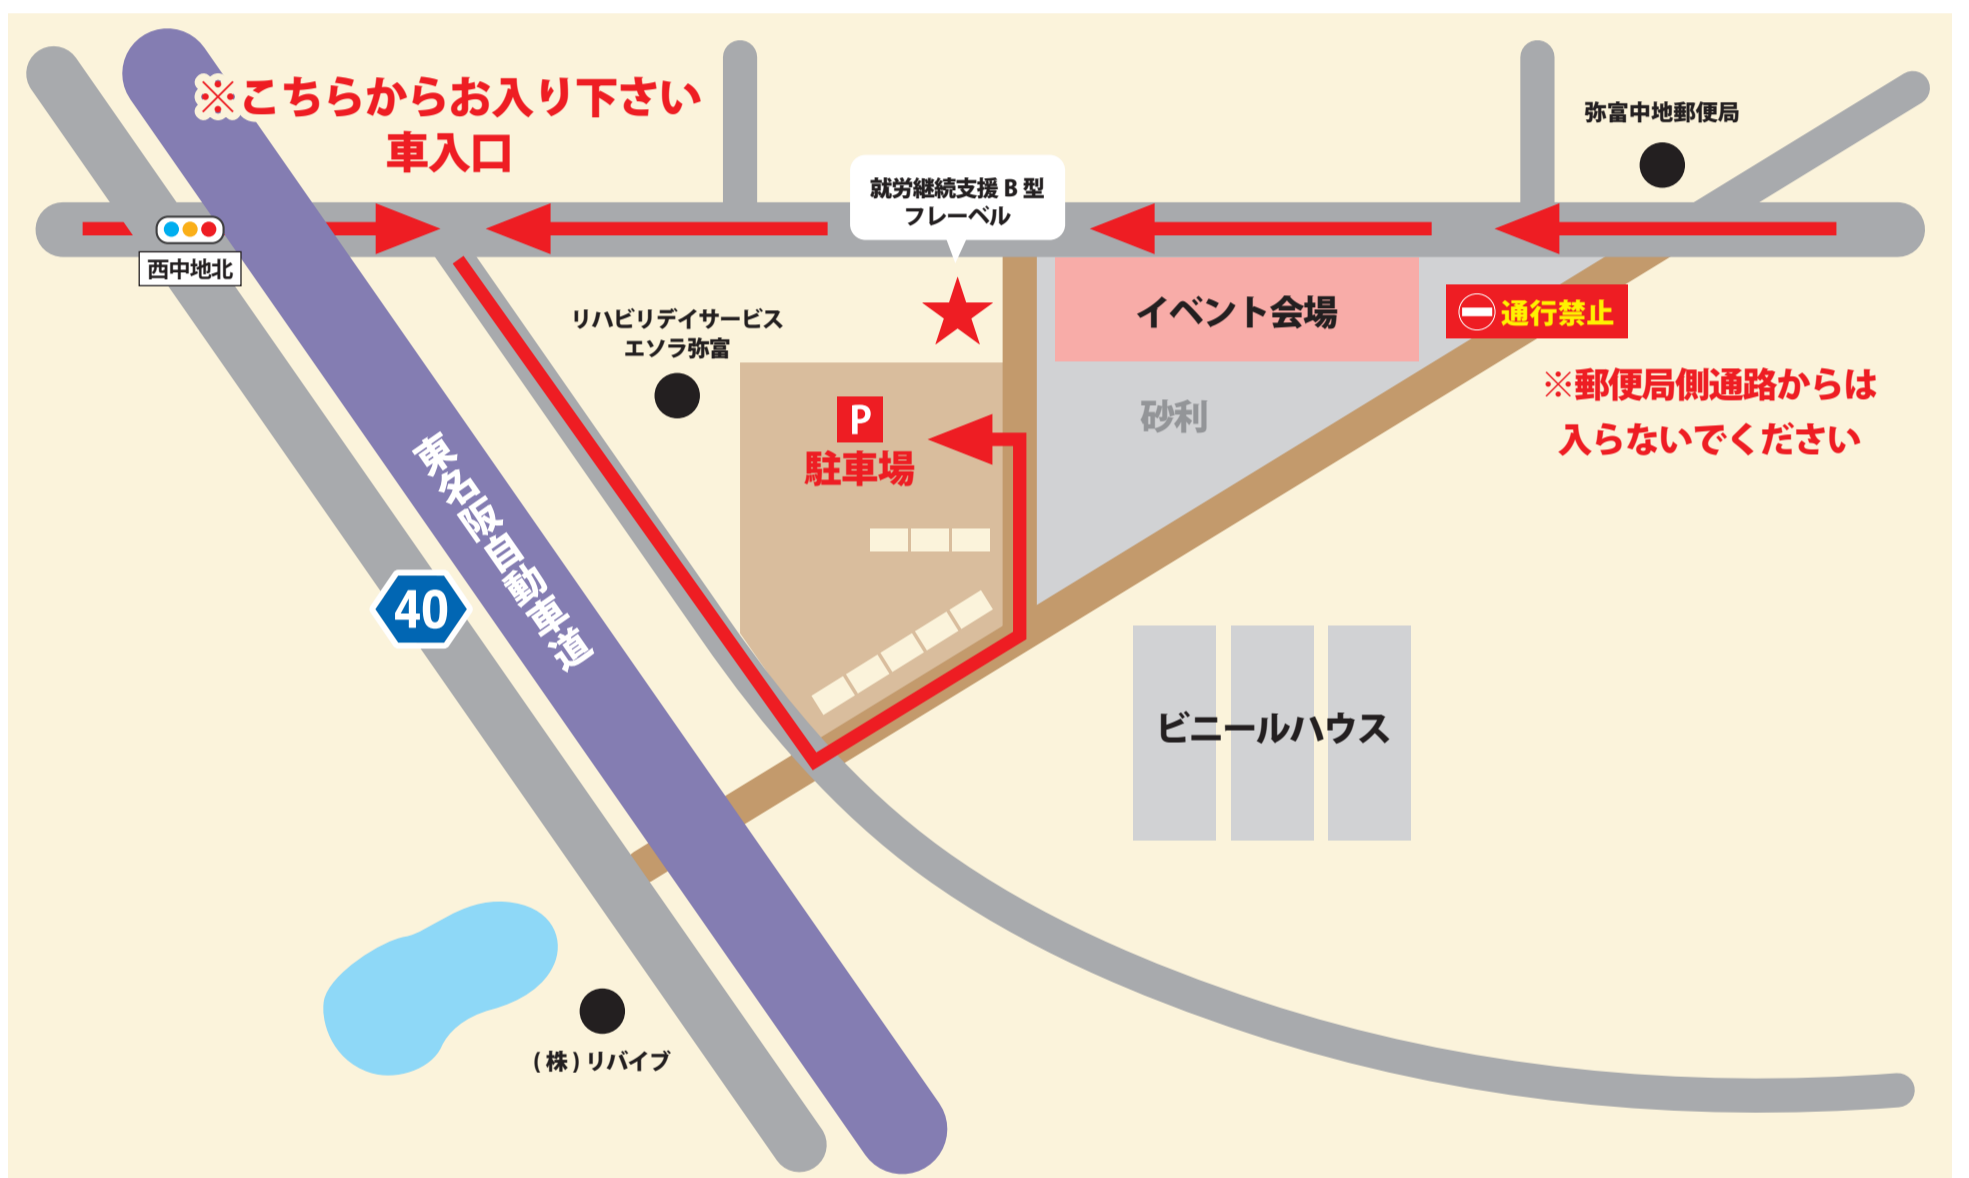 ※こちらからお入り下さい
車入口
弥富中地郵便局
就労継続支援 B 型
フレーベル
西中地北
リハビリデイサービス
エソラ弥富
イベント会場
通行禁止
※郵便局側通路からは
入らないでください
砂利
P
駐車場
東名阪自動車道
40
ビニールハウス
(株)リバイブ